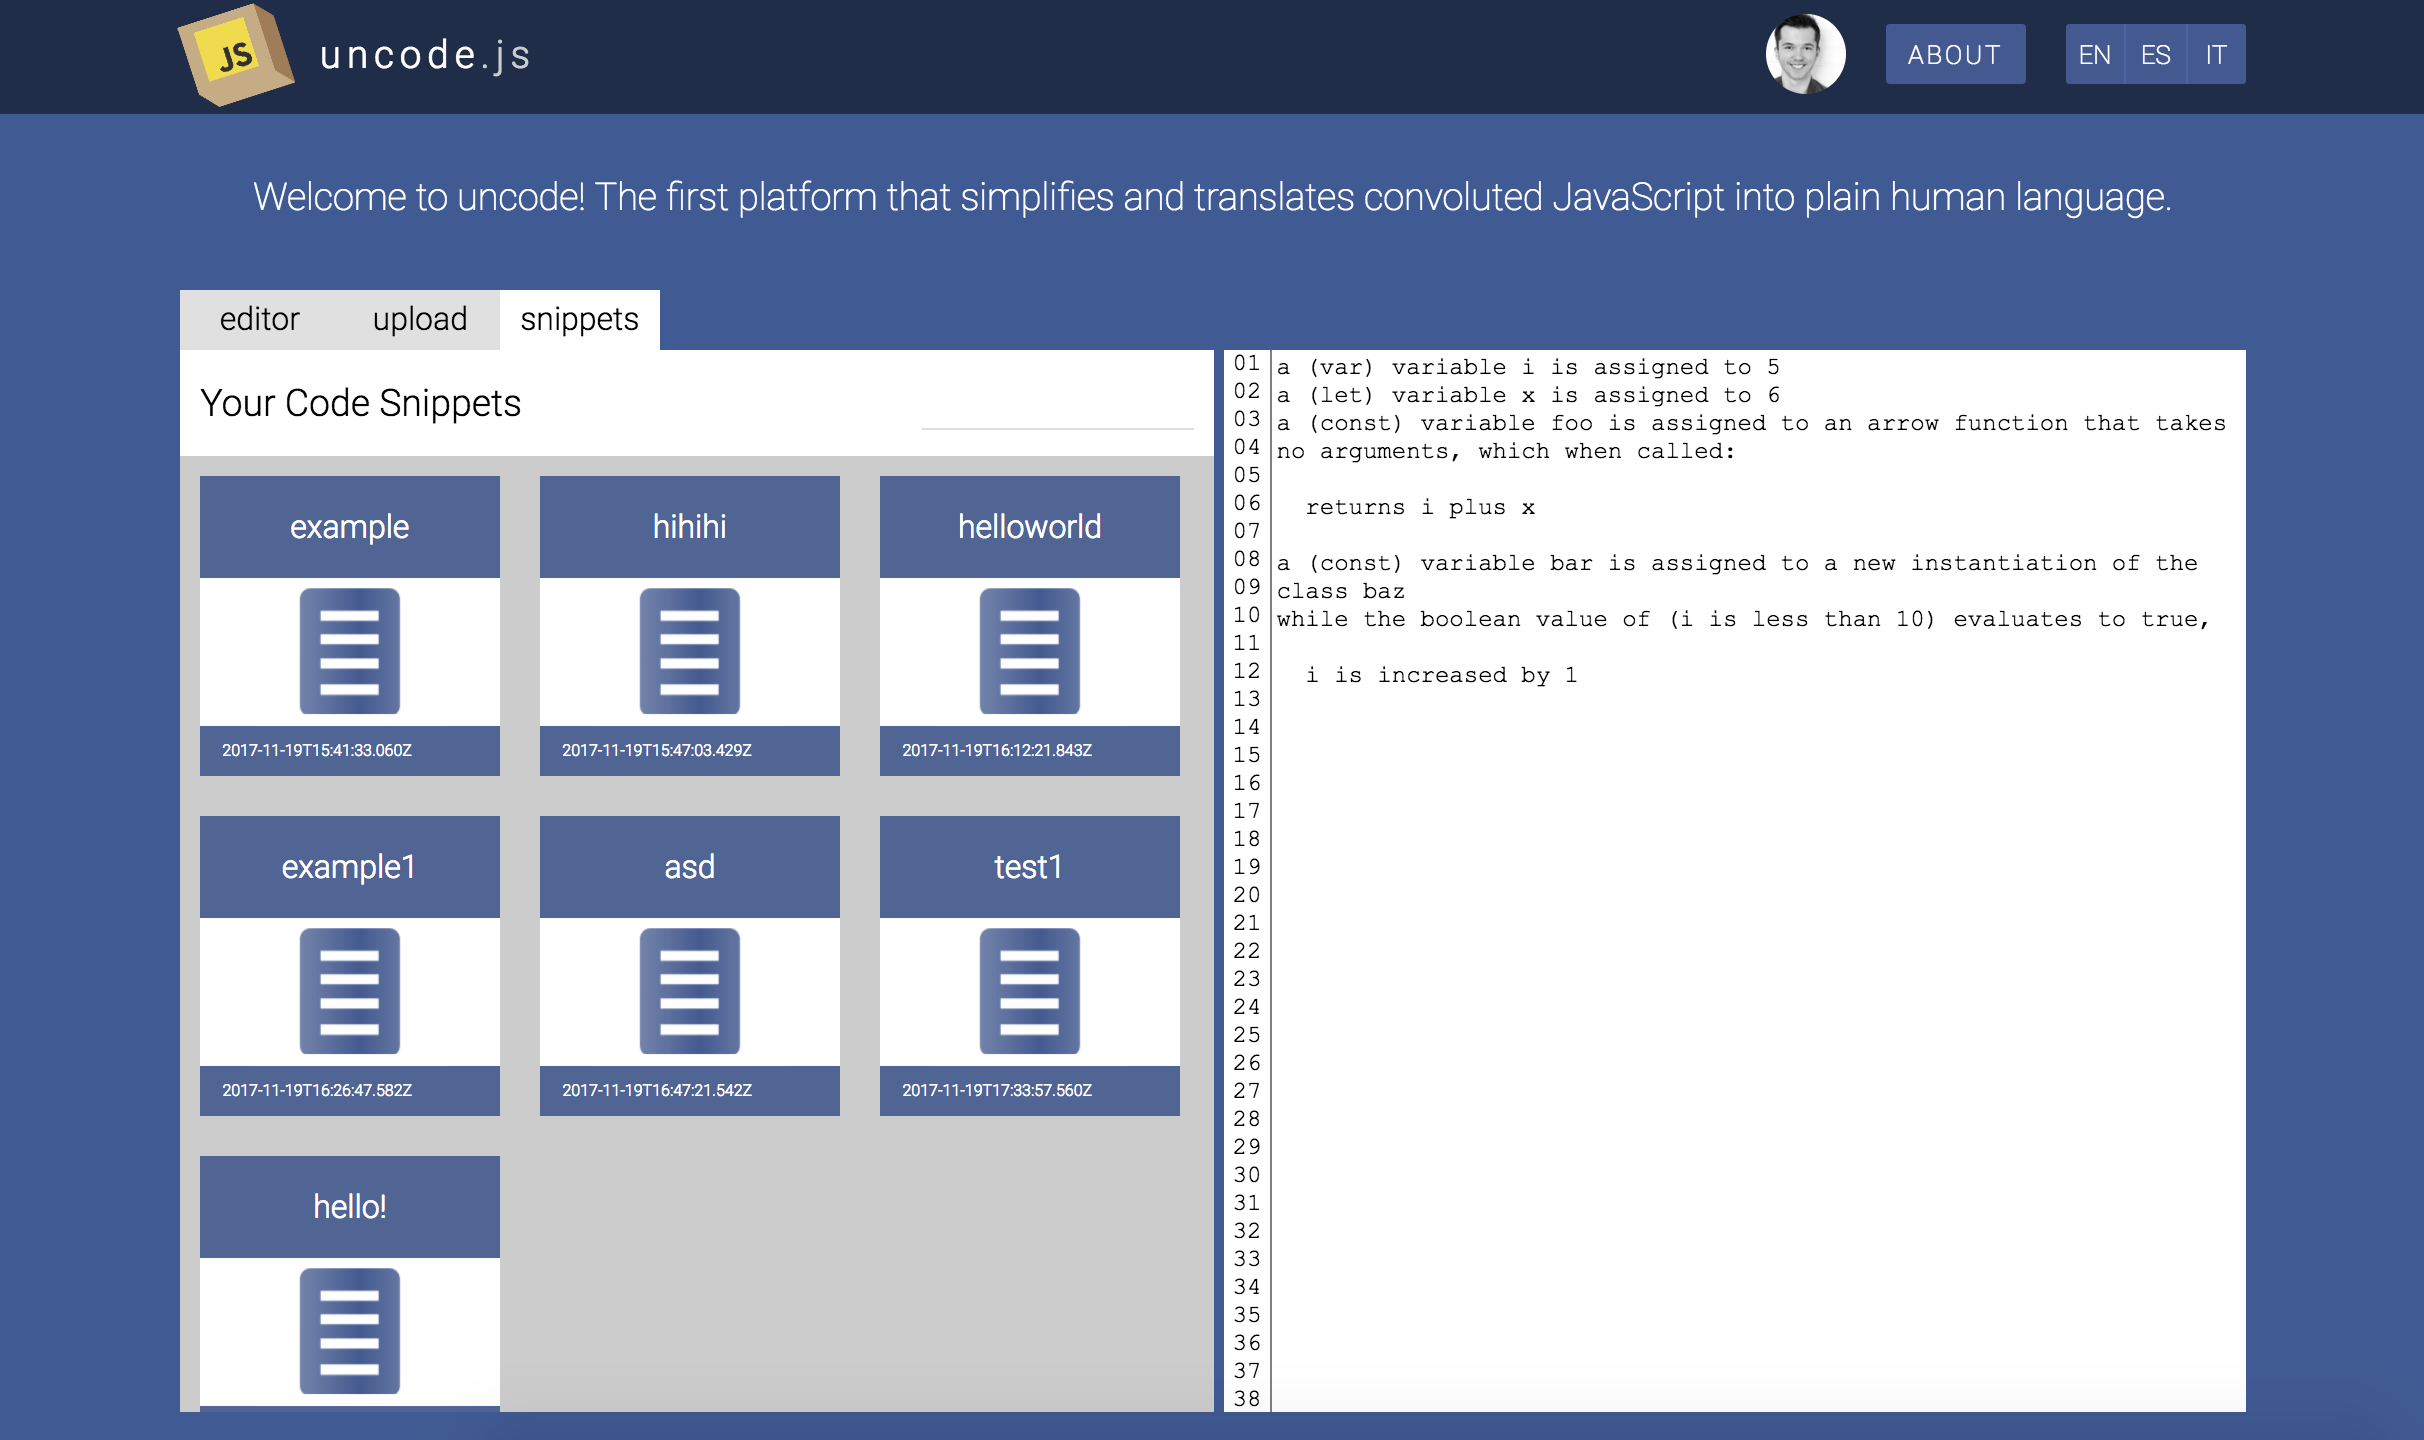 JS
uncode.js
ABOUT
EN ES IT
Welcome to uncode! The first platform that simplifies and translates convoluted JavaScript into plain human language.
editor upload snippets
Your Code Snippets
example hihihi helloworld
2017-11-19T15:41:33.060Z 2017-11-19T15:47:03.429Z 2017-11-19T16:12:21.843Z
example1 asd test1
2017-11-19T16:26:47.582Z 2017-11-19T16:47:21.542Z 2017-11-19T17:33:57.560Z
hello!
01 a (var) variable i is assigned to 5
02 a (let) variable x is assigned to 6
03 a (const) variable foo is assigned to an arrow function that takes
04 no arguments, which when called:
05
06 returns i plus x
07
08 a (const) variable bar is assigned to a new instantiation of the
09 class baz
10 while the boolean value of (i is less than 10) evaluates to true,
11
12 i is increased by 1
13
14
15
16
17
18
19
20
21
22
23
24
25
26
27
28
29
30
31
32
33
34
35
36
37
38